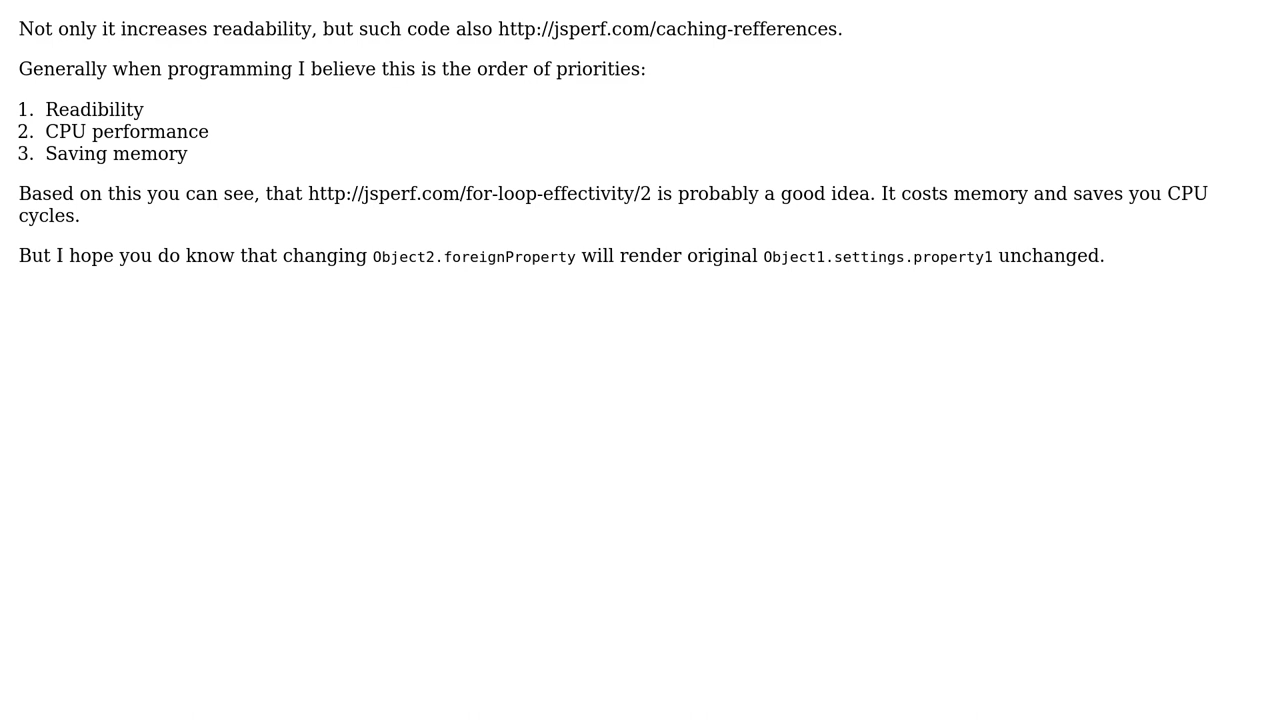 Not only it increases readability, but such code also http://jsperf.com/caching-refferences.
Generally when programming I believe this is the order of priorities:
1. Readibility
2. CPU performance
3. Saving memory
Based on this you can see, that http://jsperf.com/for-loop-effectivity/2 is probably a good idea. It costs memory and saves you CPU
cycles.
But I hope you do know that changing Object2.foreignProperty will render original Object1.settings.property1 unchanged.